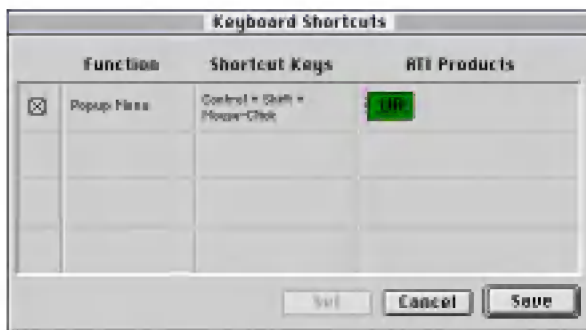 Keyboard Shortcuts
Function Shortcut Keys ATI Products
Popup Menu
Control + Shift +
Mouse-Click
Set Cancel Save